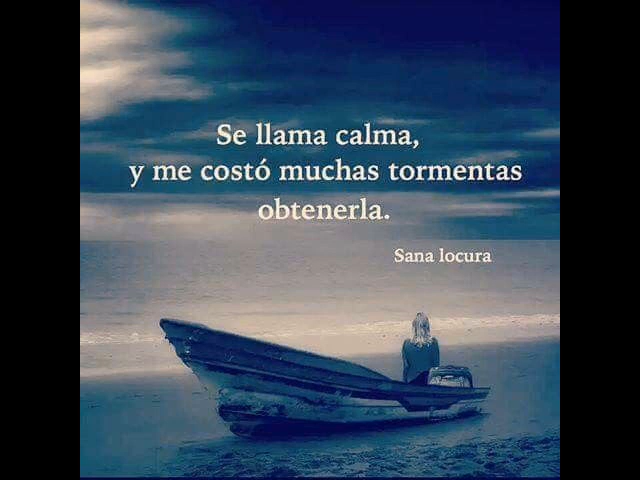 Se llama calma,
y me costó muchas tormentas
obtenerla.
Sana locura